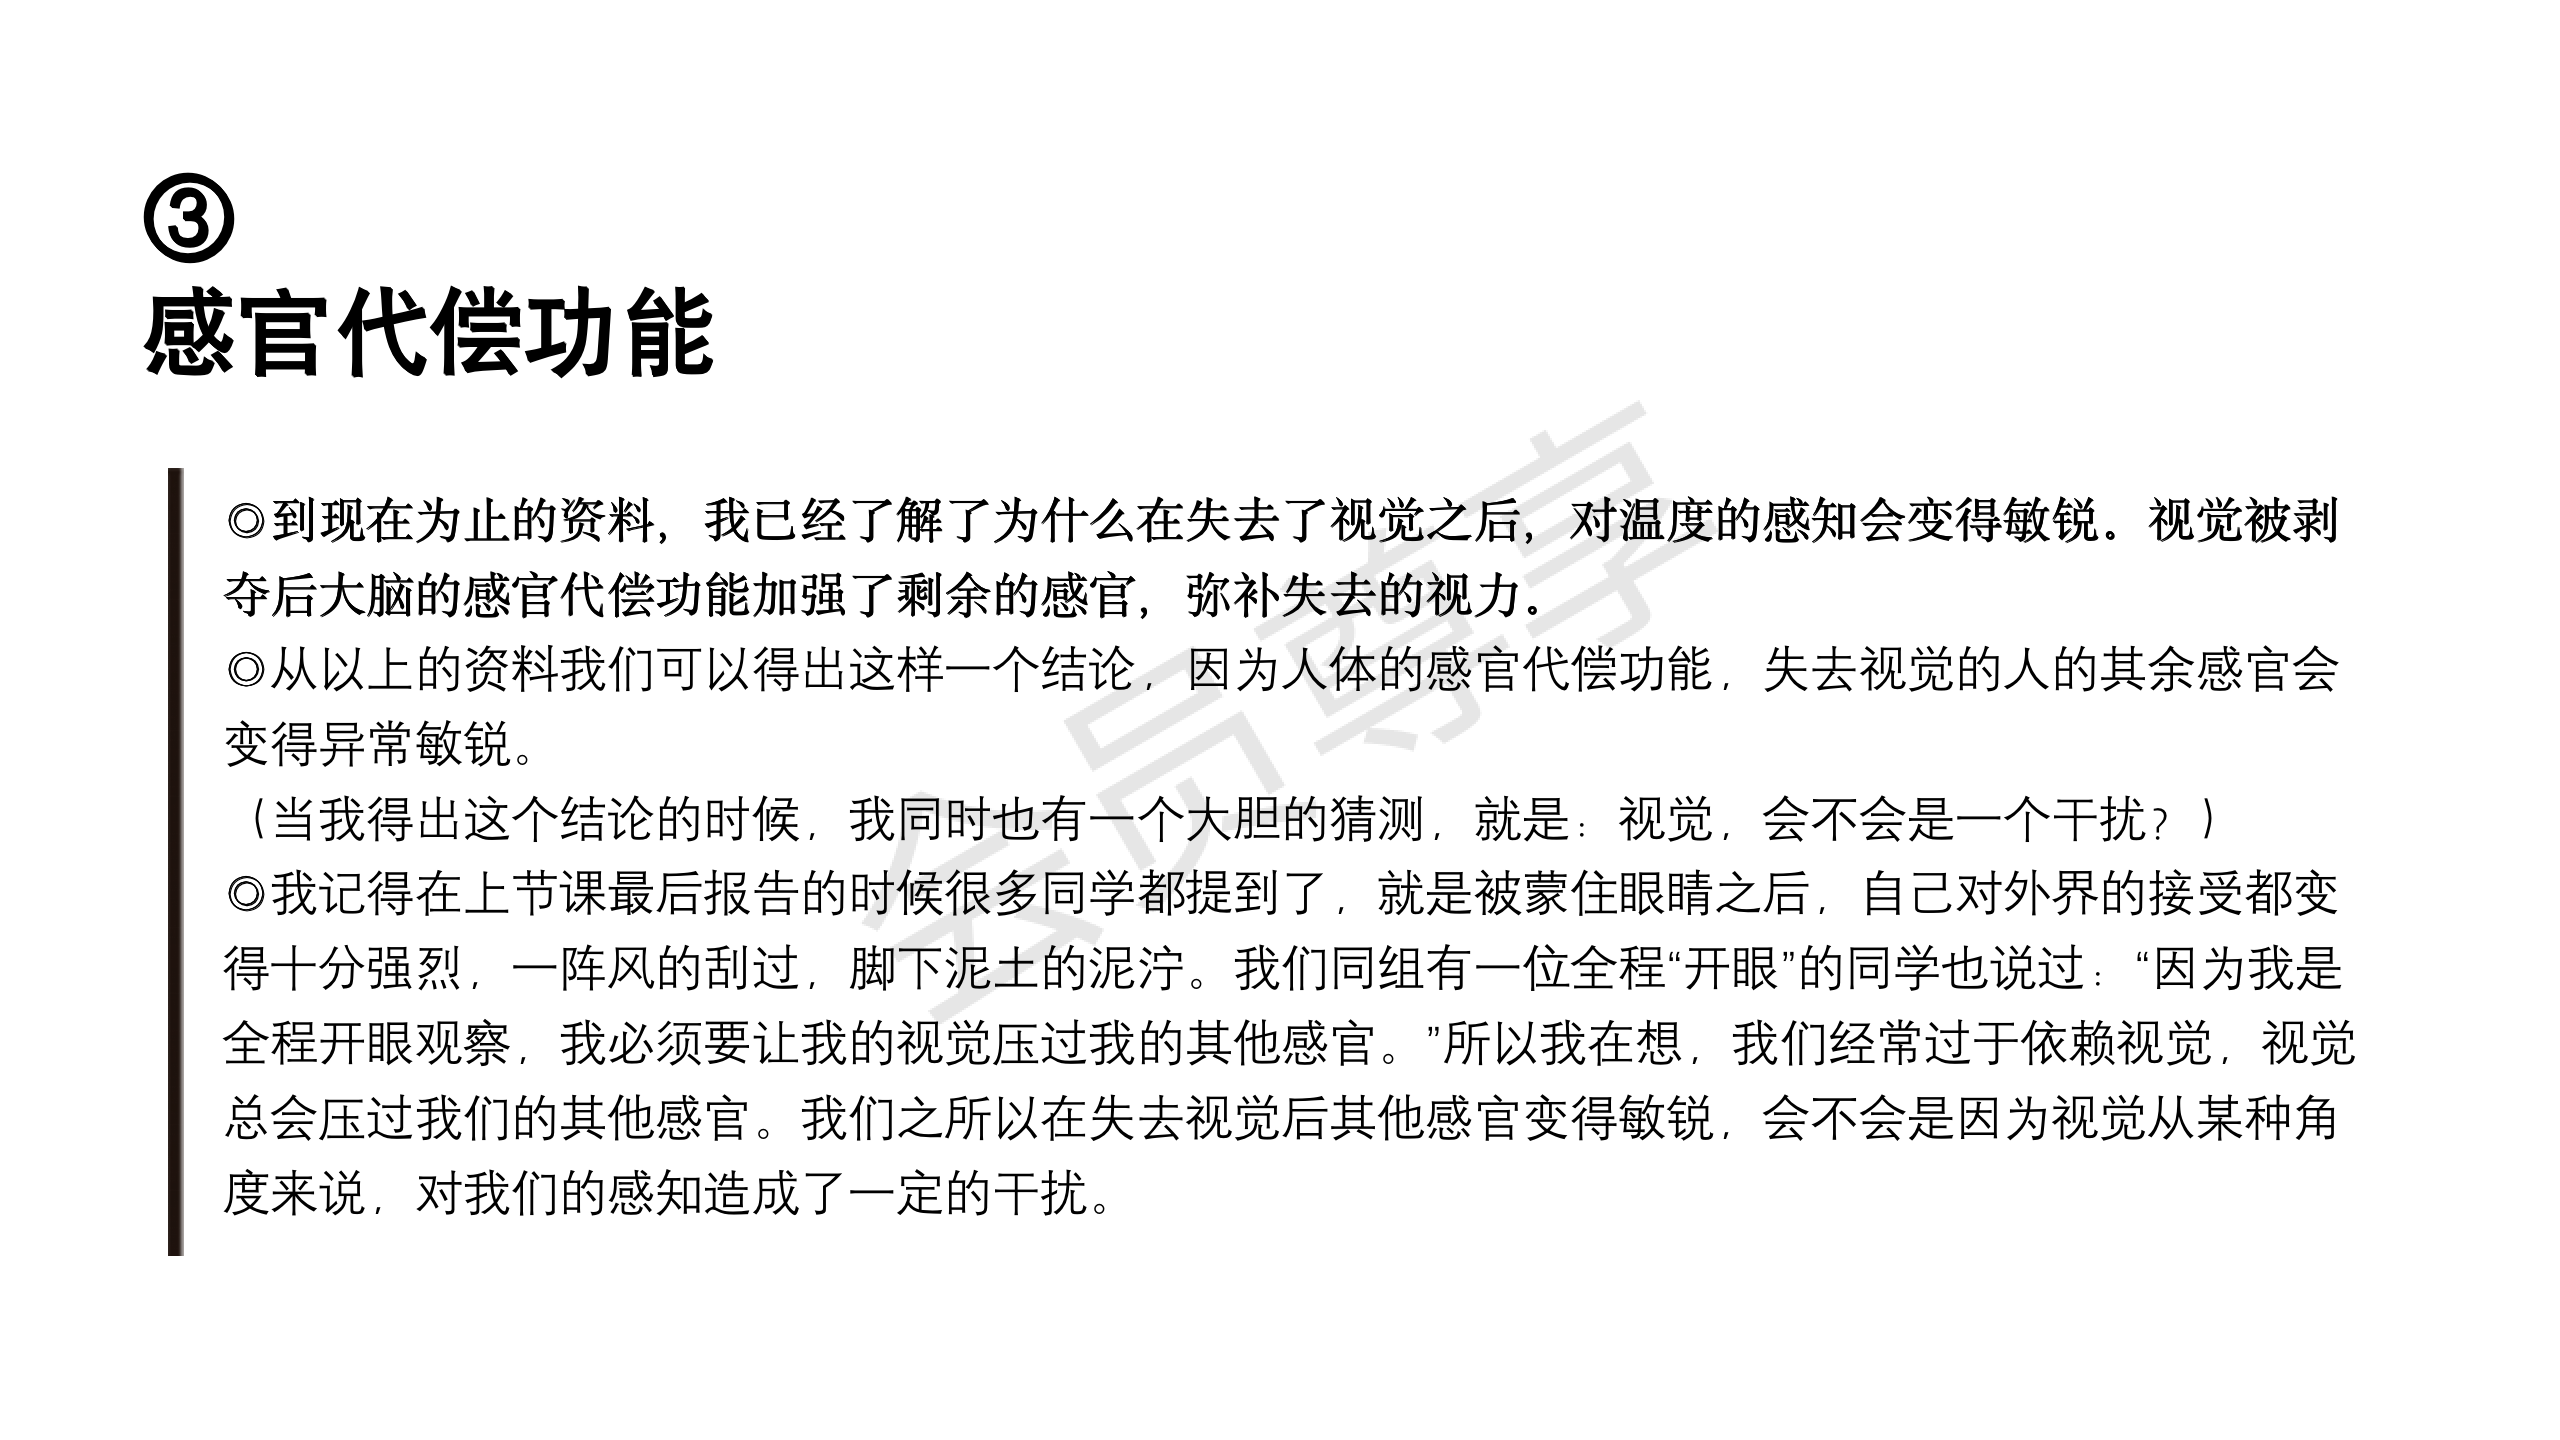 ③
感官代偿功能
◎到现在为止的资料，我已经了解了为什么在失去了视觉之后，对温度的感知会变得敏锐。视觉被剥
夺后大脑的感官代偿功能加强了剩余的感官，弥补失去的视力。
◎从以上的资料我们可以得出这样一个结论，因为人体的感官代偿功能，失去视觉的人的其余感官会
变得异常敏锐。
（当我得出这个结论的时候，我同时也有一个大胆的猜测，就是：视觉，会不会是一个干扰？）
◎我记得在上节课最后报告的时候很多同学都提到了，就是被蒙住眼睛之后，自己对外界的接受都变
得十分强烈，一阵风的刮过，脚下泥土的泥泞。我们同组有一位全程“开眼”的同学也说过：“因为我是
全程开眼观察，我必须要让我的视觉压过我的其他感官。”所以我在想，我们经常过于依赖视觉，视觉
总会压过我们的其他感官。我们之所以在失去视觉后其他感官变得敏锐，会不会是因为视觉从某种角
度来说，对我们的感知造成了一定的干扰。
会员尊享